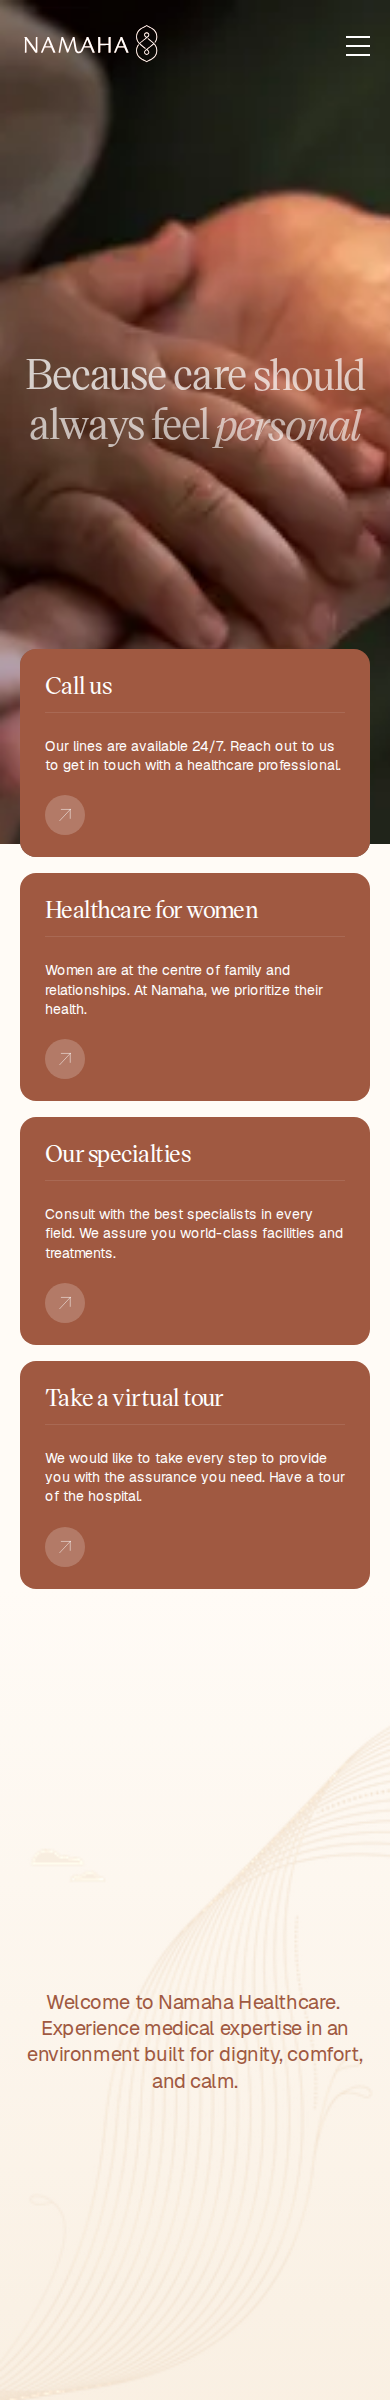 NAMAHA
Because care should
always feel personal
Call us
Our lines are available 24/7. Reach out to us
to get in touch with a healthcare professional.
Healthcare for women
Women are at the centre of family and
relationships. At Namaha, we prioritize their
health.
Our specialties
Consult with the best specialists in every
field. We assure you world-class facilities and
treatments.
Take a virtual tour
We would like to take every step to provide
you with the assurance you need. Have a tour
of the hospital.
Welcome to Namaha Healthcare.
Experience medical expertise in an
environment built for dignity, comfort,
and calm.